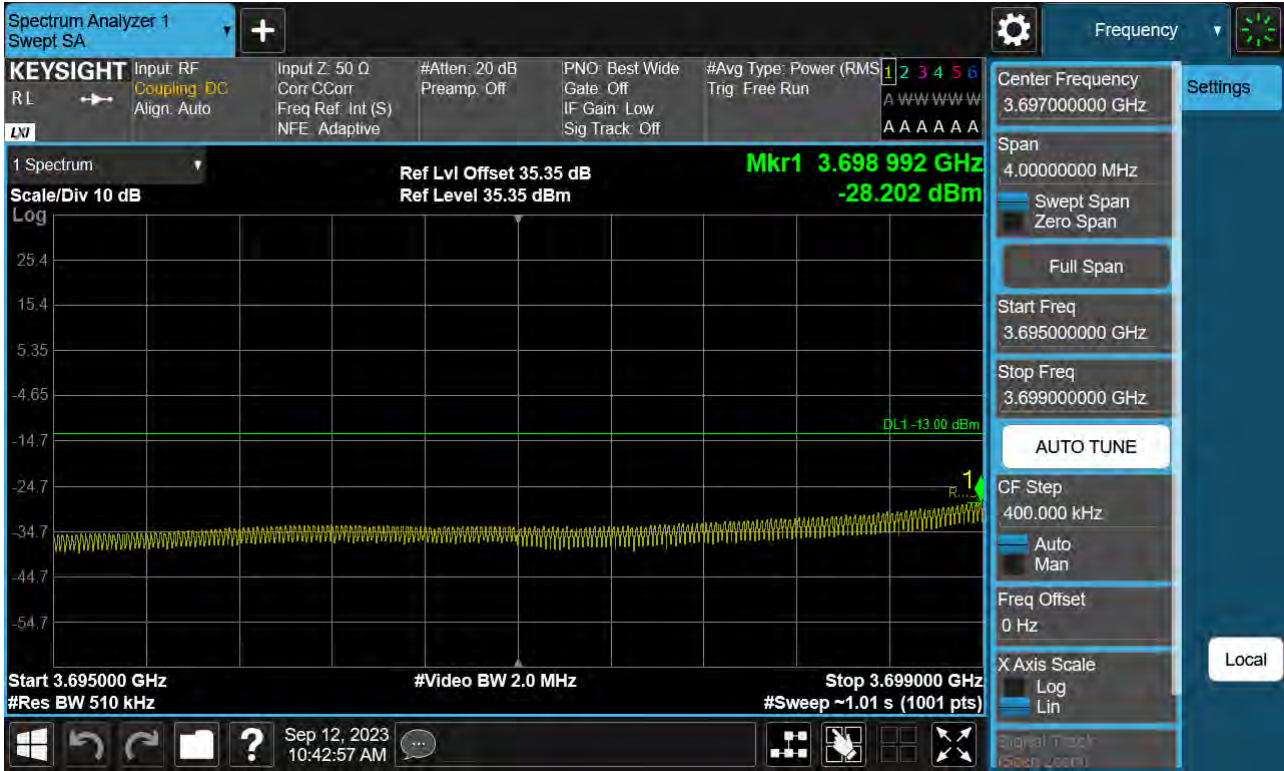 Spectrum Analyzer 1
Swept SA
+
Frequency
KEYSIGHT
RL
LXI
Input: RF
Coupling: DC
Align: Auto
Input Z: 50 Ω
Corr CCorr
Freq Ref: Int (S)
NFE: Adaptive
#Atten: 20 dB
Preamp: Off
PNO: Best Wide
Gate: Off
IF Gain: Low
Sig Track: Off
#Avg Type: Power (RMS
Trig: Free Run
1 2 3 4 5 6
A W W W W W
A A A A A A
1 Spectrum
Scale/Div 10 dB
Log
Ref Lvl Offset 35.35 dB
Ref Level 35.35 dBm
Mkr1 3.698 992 GHz
-28.202 dBm
25.4
15.4
5.35
-4.65
-14.7
-24.7
-34.7
-44.7
-54.7
DL1 -13.00 dBm
1
Start 3.695000 GHz
#Res BW 510 kHz
#Video BW 2.0 MHz
Stop 3.699000 GHz
#Sweep ~1.01 s (1001 pts)
Center Frequency
3.697000000 GHz
Span
4.00000000 MHz
Swept Span
Zero Span
Full Span
Start Freq
3.695000000 GHz
Stop Freq
3.699000000 GHz
AUTO TUNE
CF Step
400.000 kHz
Auto
Man
Freq Offset
0 Hz
X Axis Scale
Log
Lin
Signal Track
(Span Zoom)
Settings
Local
?
Sep 12, 2023
10:42:57 AM